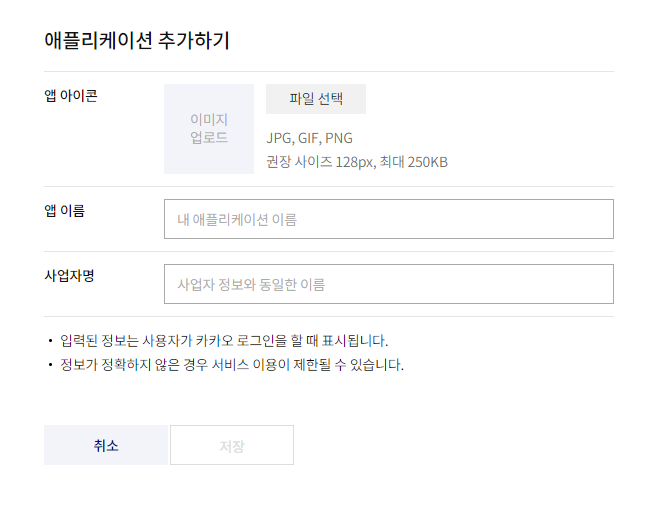 애플리케이션 추가하기
앱 아이콘
이미지
업로드
파일 선택
JPG, GIF, PNG
권장 사이즈 128px, 최대 250KB
앱 이름
내 애플리케이션 이름
사업자명
사업자 정보와 동일한 이름
• 입력된 정보는 사용자가 카카오 로그인을 할 때 표시됩니다.
• 정보가 정확하지 않은 경우 서비스 이용이 제한될 수 있습니다.
취소
저장